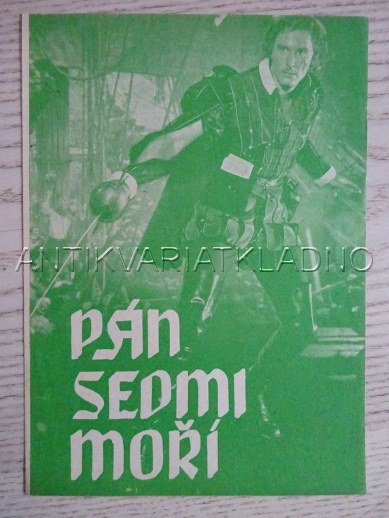 ANTIKVARIATKLADNO
PÁN
SEDMI
MOŘÍ